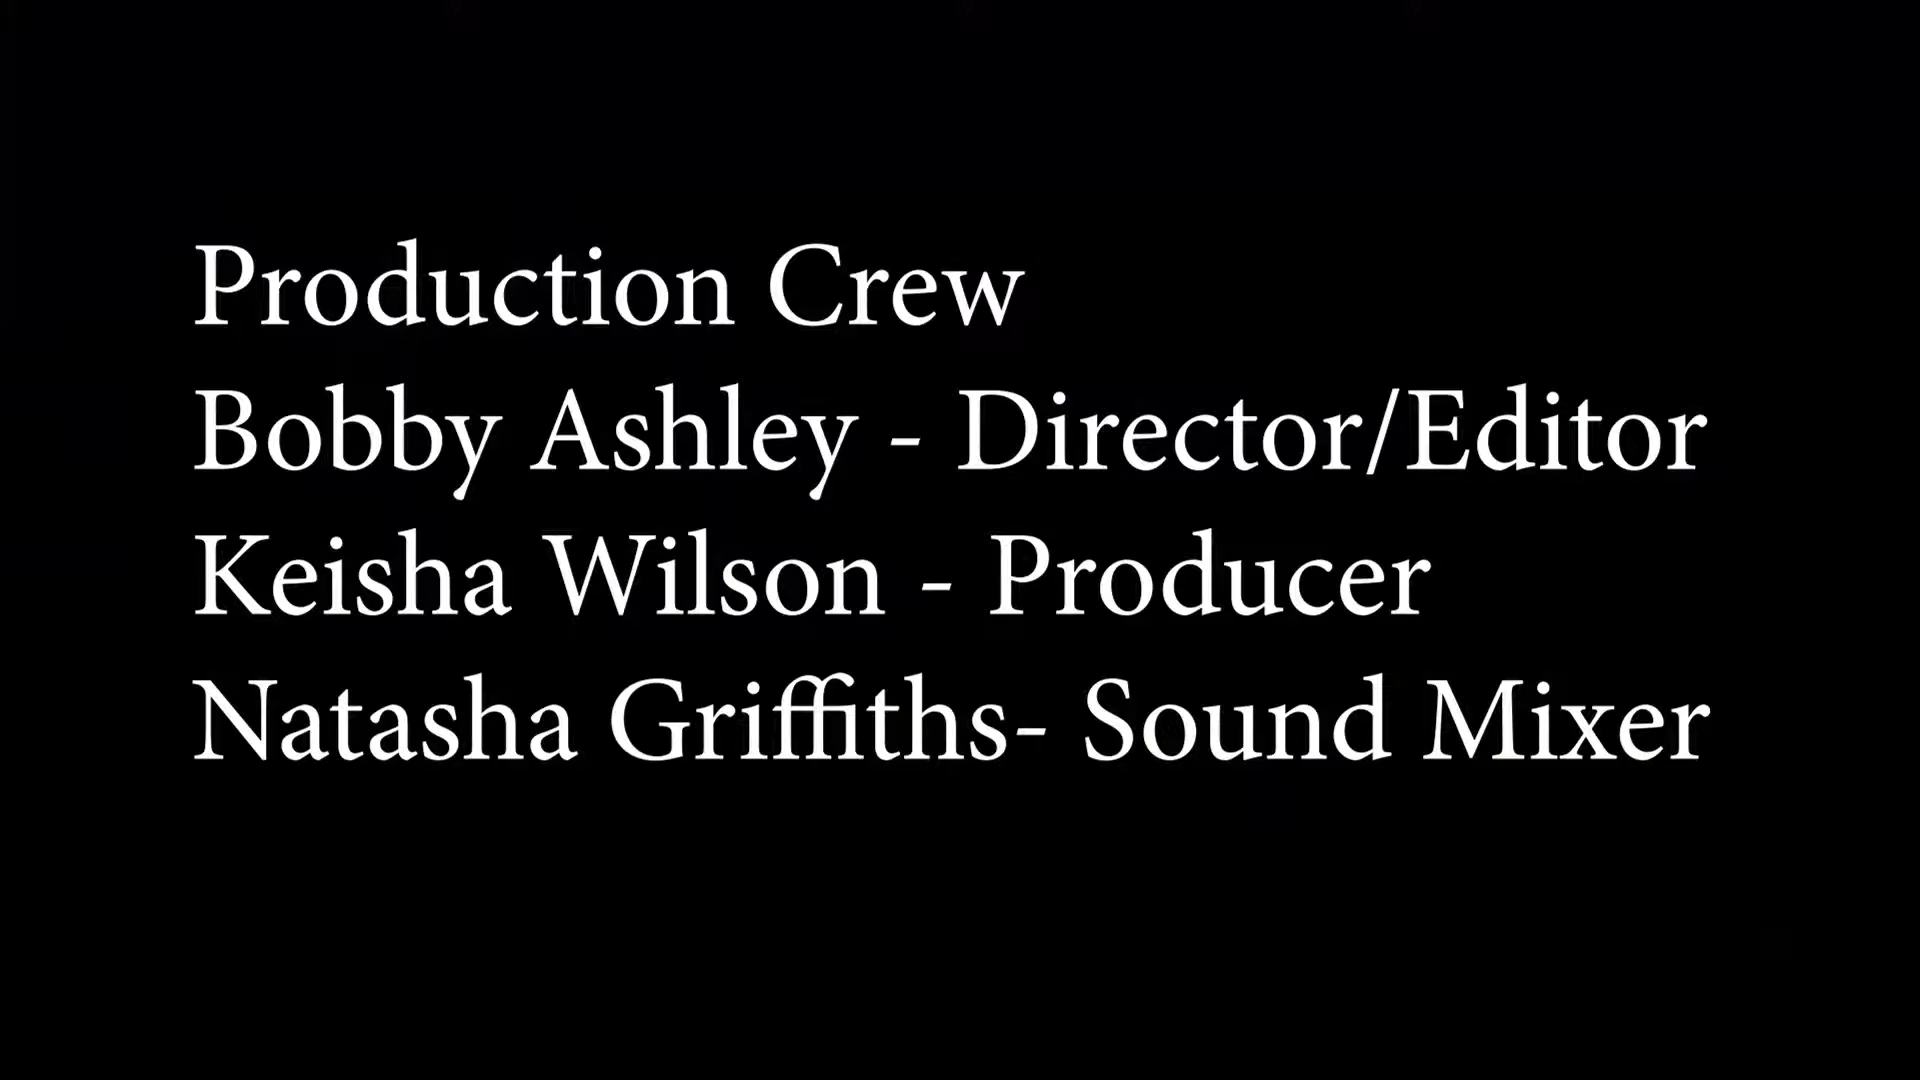 Production Crew
Bobby Ashley - Director/Editor
Keisha Wilson - Producer
Natasha Griffiths- Sound Mixer